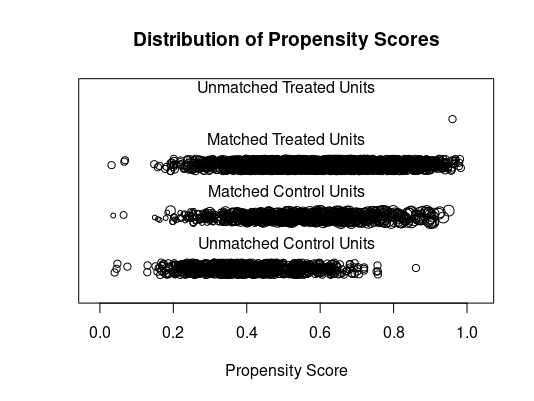 Distribution of Propensity Scores
Unmatched Treated Units
Matched Treated Units
Matched Control Units
Unmatched Control Units
0.0 0.2 0.4 0.6 0.8 1.0
Propensity Score